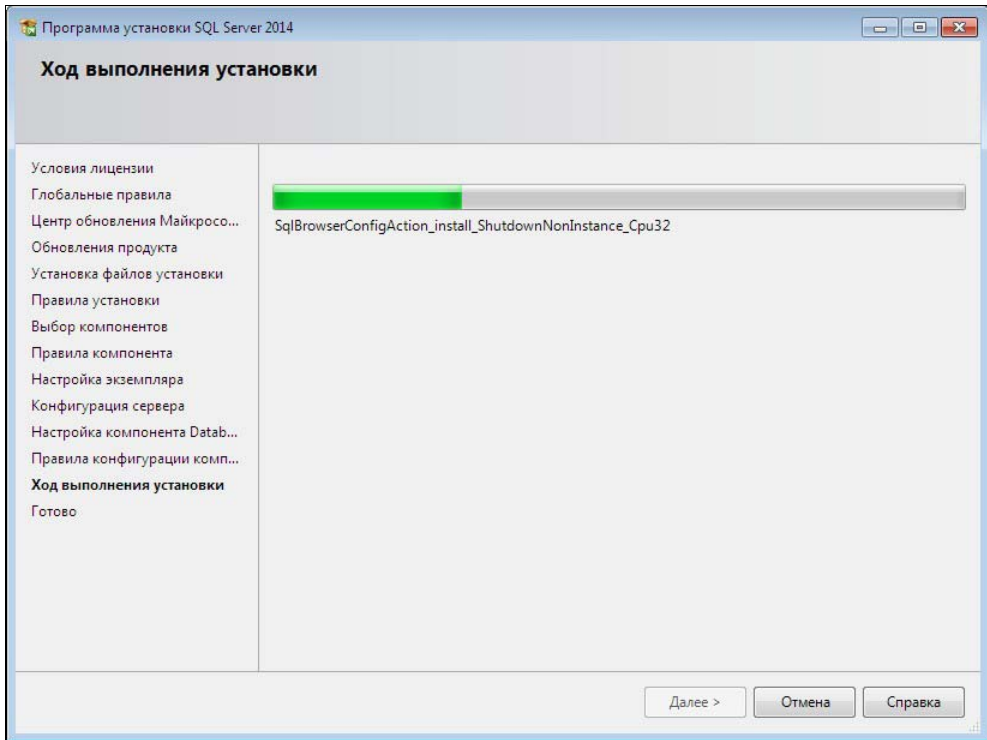 Программа установки SQL Server 2014
Ход выполнения установки
Условия лицензии
Глобальные правила
Центр обновления Майкросо...
Обновления продукта
Установка файлов установки
Правила установки
Выбор компонентов
Правила компонента
Настройка экземпляра
Конфигурация сервера
Настройка компонента Datab...
Правила конфигурации комп...
Ход выполнения установки
Готово
SqlBrowserConfigAction_install_ShutdownNonInstance_Cpu32
Далее >
Отмена
Справка